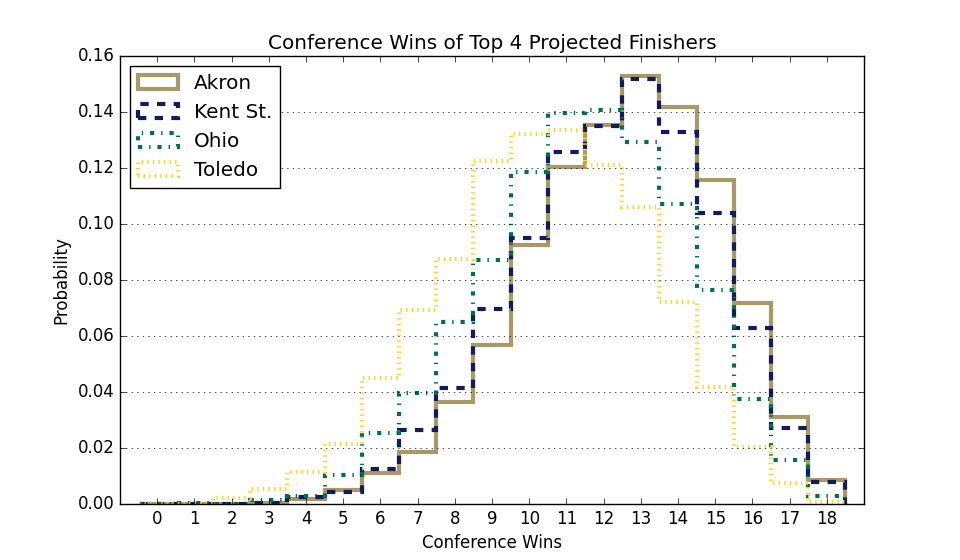 Conference Wins of Top 4 Projected Finishers
Akron
Kent St.
Ohio
Toledo
Probability
0.16
0.14
0.12
0.10
0.08
0.06
0.04
0.02
0.00
0 1 2 3 4 5 6 7 8 9 10 11 12 13 14 15 16 17 18
Conference Wins